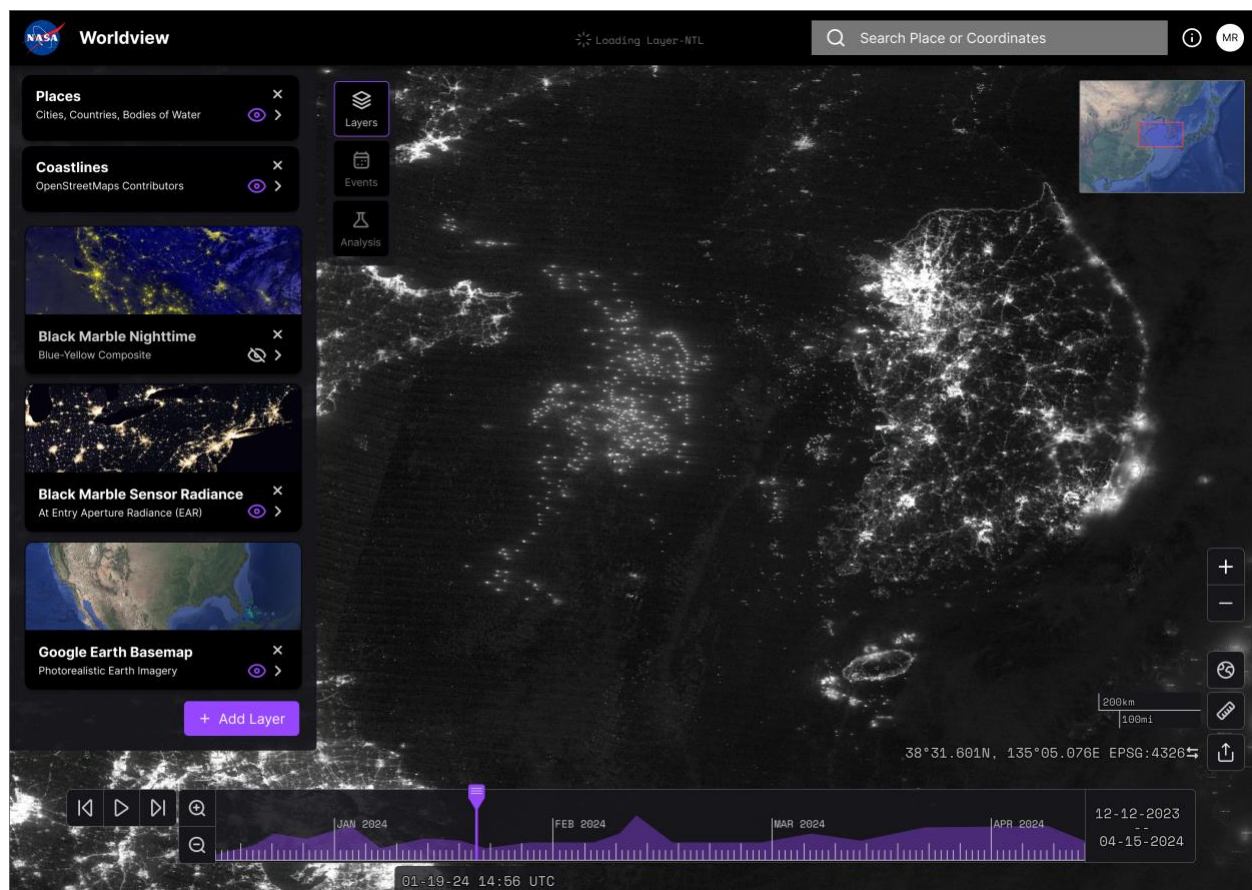 NASA
Worldview
Loading Layer-NTL
Search Place or Coordinates
MR
Places
Cities, Countries, Bodies of Water
Coastlines
OpenStreetMaps Contributors
Black Marble Nighttime
Blue-Yellow Composite
Black Marble Sensor Radiance
At Entry Aperture Radiance (EAR)
Google Earth Basemap
Photorealistic Earth Imagery
+ Add Layer
Layers
Events
Analysis
200km
100mi
38°31.601N, 135°05.076E EPSG:4326
JAN 2024
FEB 2024
MAR 2024
APR 2024
12-12-2023
--
04-15-2024
01-19-24 14:56 UTC